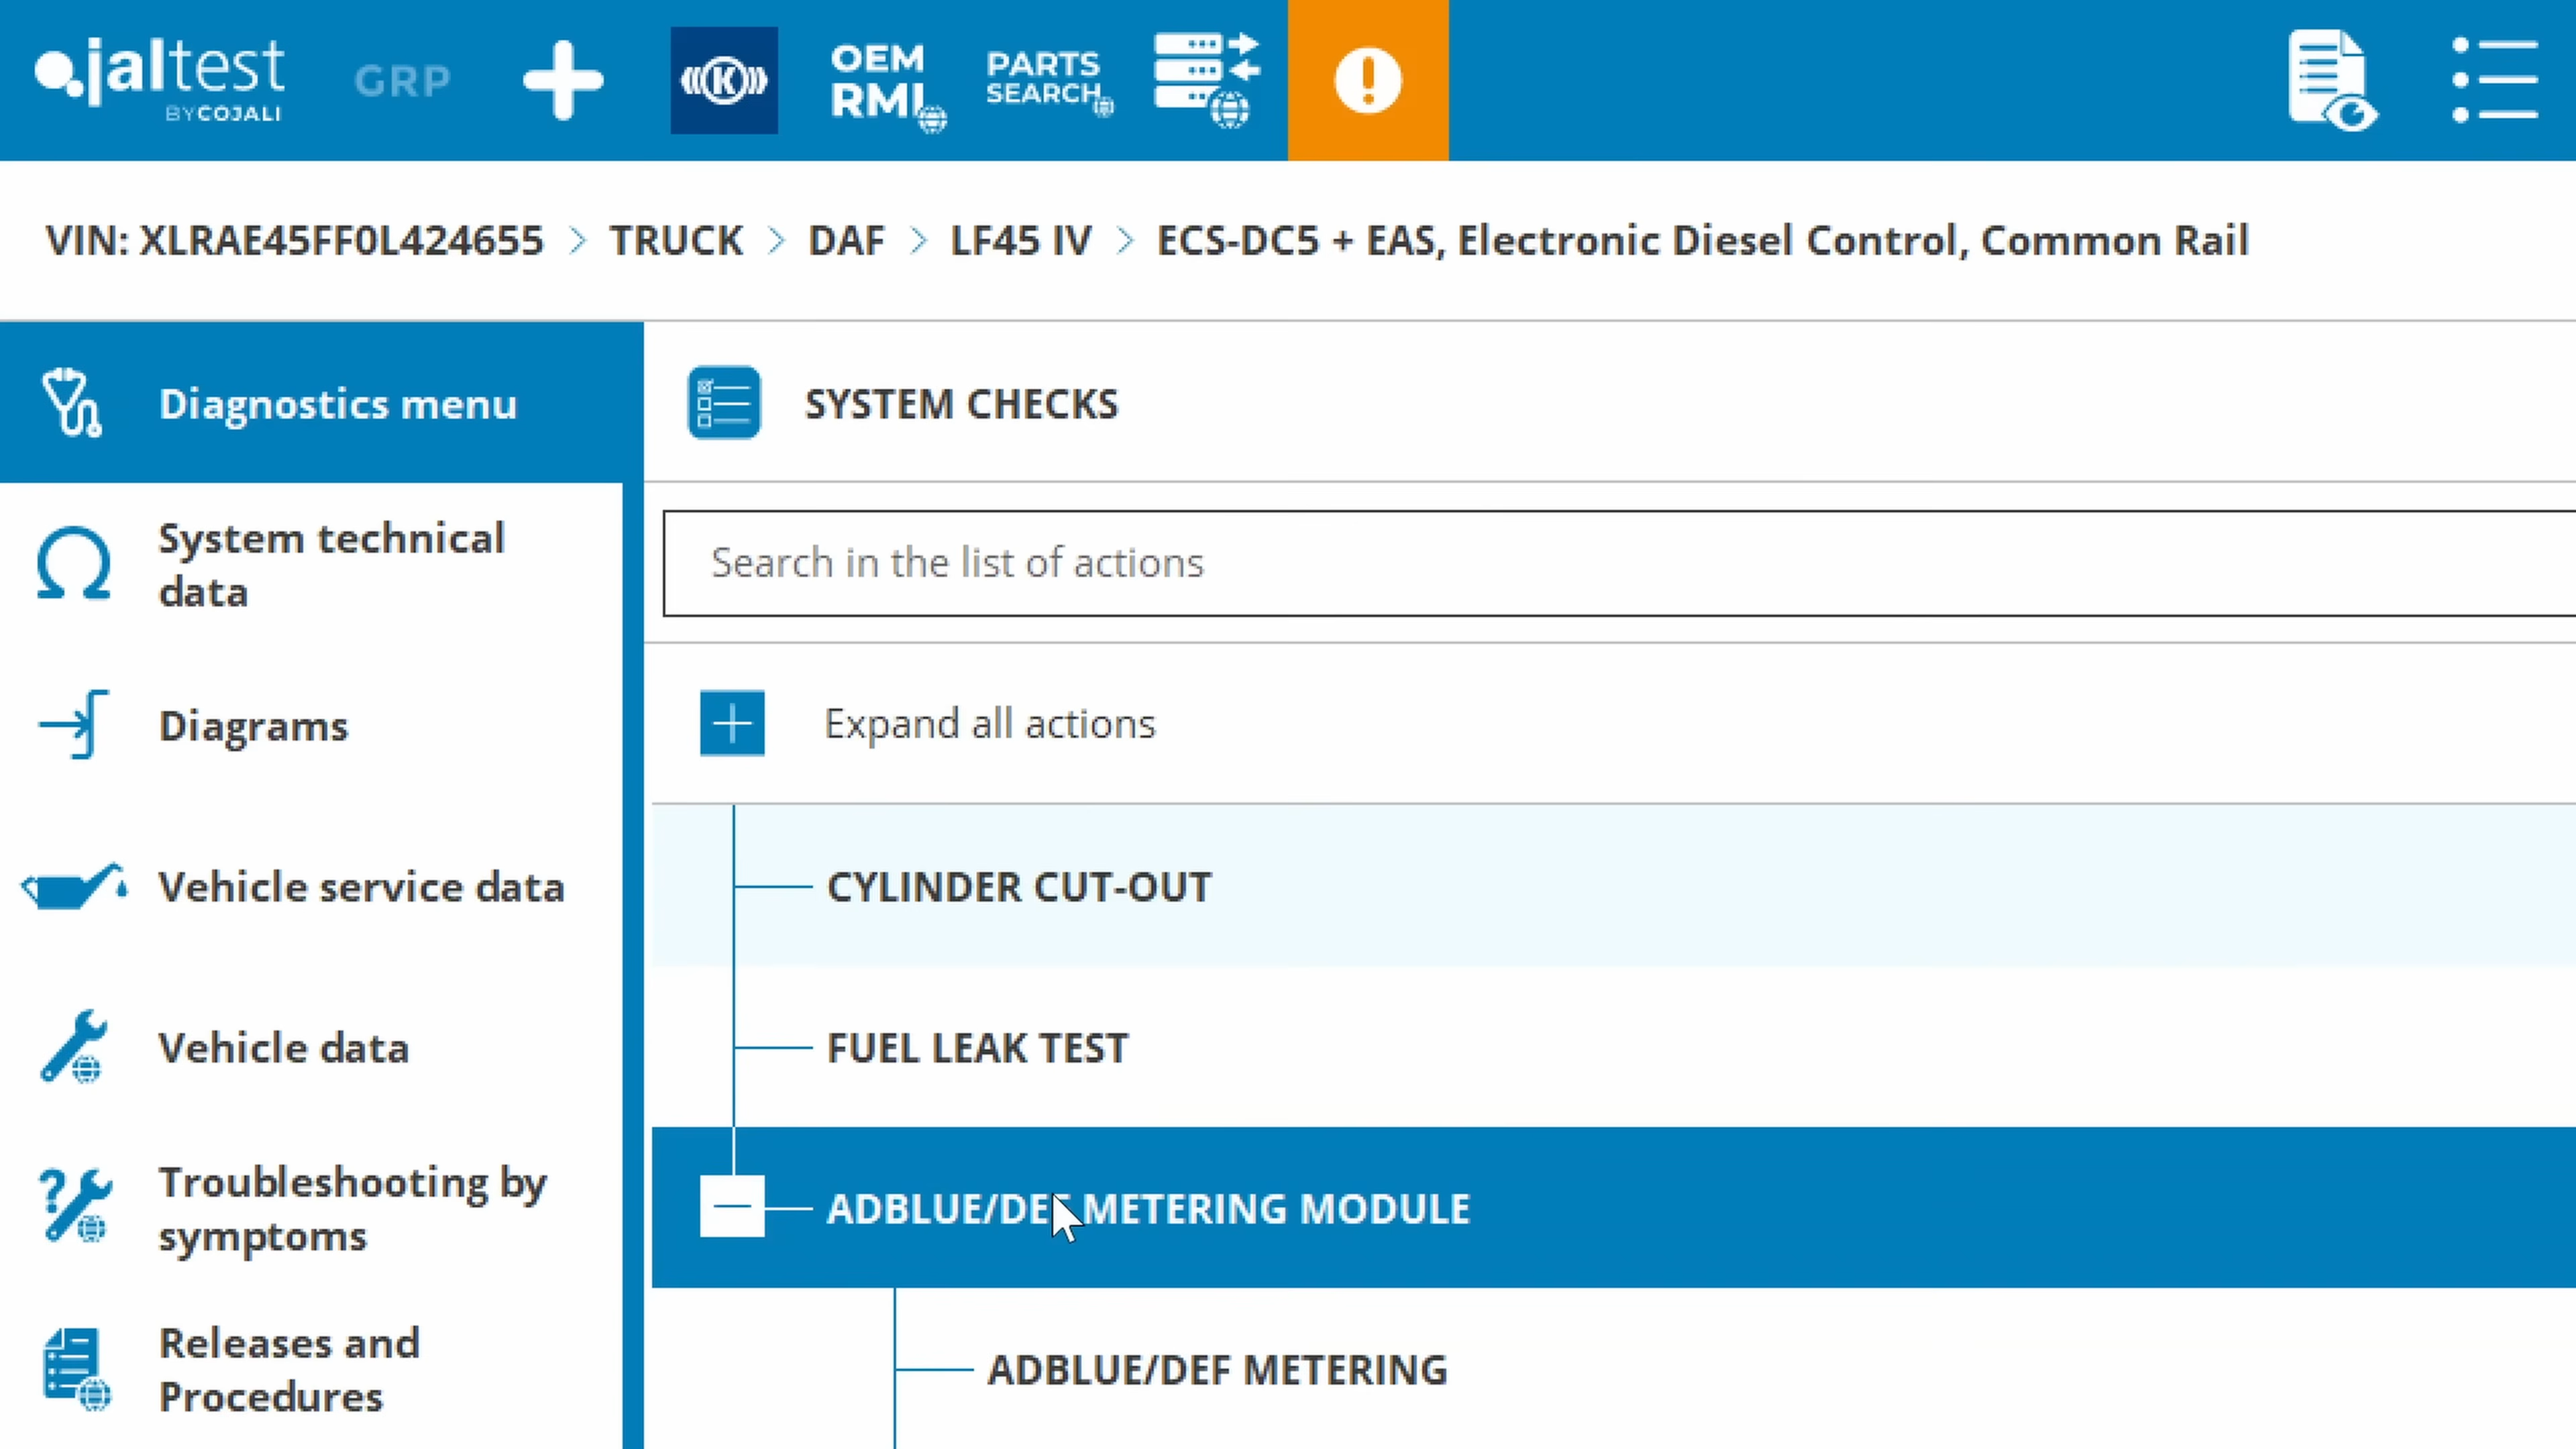 jaltest
BY COJALI
GRP
K
OEM
RMI
PARTS
SEARCH
VIN: XLRAE45FF0L424655 > TRUCK > DAF > LF45 IV > ECS-DC5 + EAS, Electronic Diesel Control, Common Rail
Diagnostics menu
System technical
data
Diagrams
Vehicle service data
Vehicle data
Troubleshooting by
symptoms
Releases and
Procedures
SYSTEM CHECKS
Search in the list of actions
Expand all actions
CYLINDER CUT-OUT
FUEL LEAK TEST
ADBLUE/DEF METERING MODULE
ADBLUE/DEF METERING